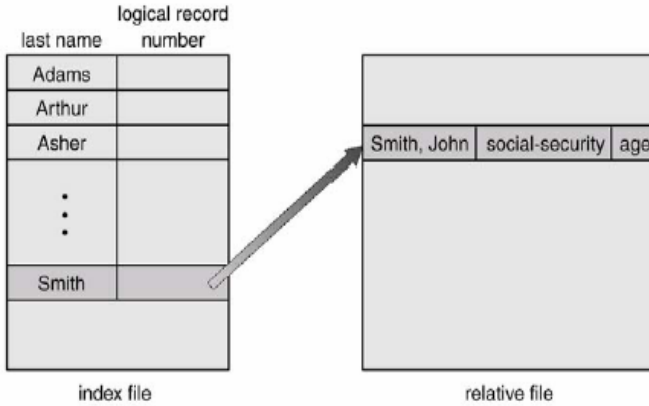 logical record
last name number
Adams
Arthur
Asher
Smith
Smith, John social-security age
index file relative file